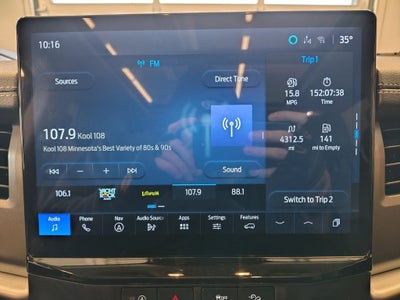 10:16
35°
FM
Trip 1
Sources
Direct Tune
15.8
MPG
152:07:38
Time
107.9 Kool 108
Kool 108 Minnesota's Best Variety of 80s & 90s
4312.5
mi
141
mi to Empty
Sound
106.1
YACHT ROCK
107.9
88.1
Switch to Trip 2
Audio
Phone
Nav
Audio Source
Apps
Settings
Features